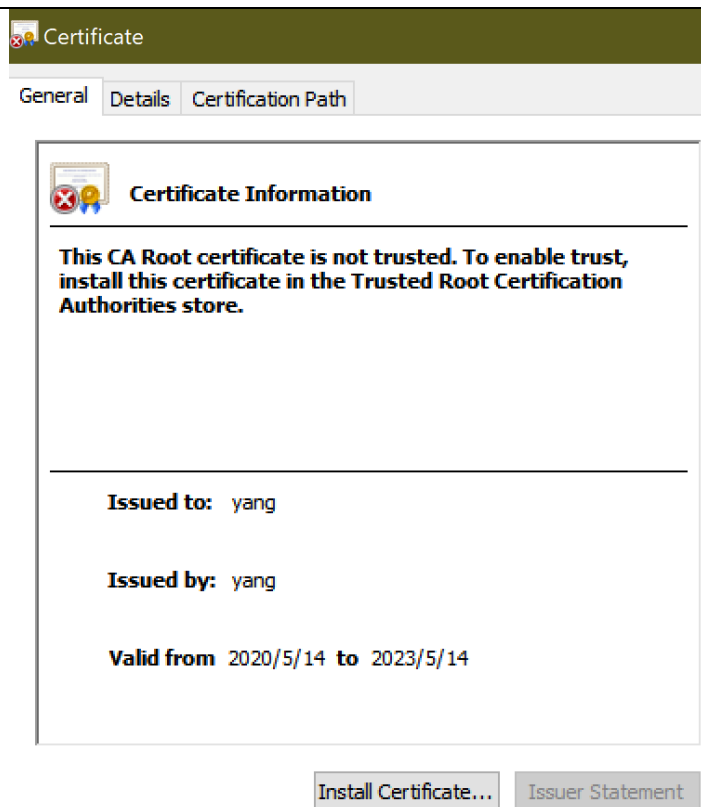 Certificate
General Details Certification Path
Certificate Information
This CA Root certificate is not trusted. To enable trust,
install this certificate in the Trusted Root Certification
Authorities store.
Issued to: yang
Issued by: yang
Valid from 2020/5/14 to 2023/5/14
Install Certificate... Issuer Statement